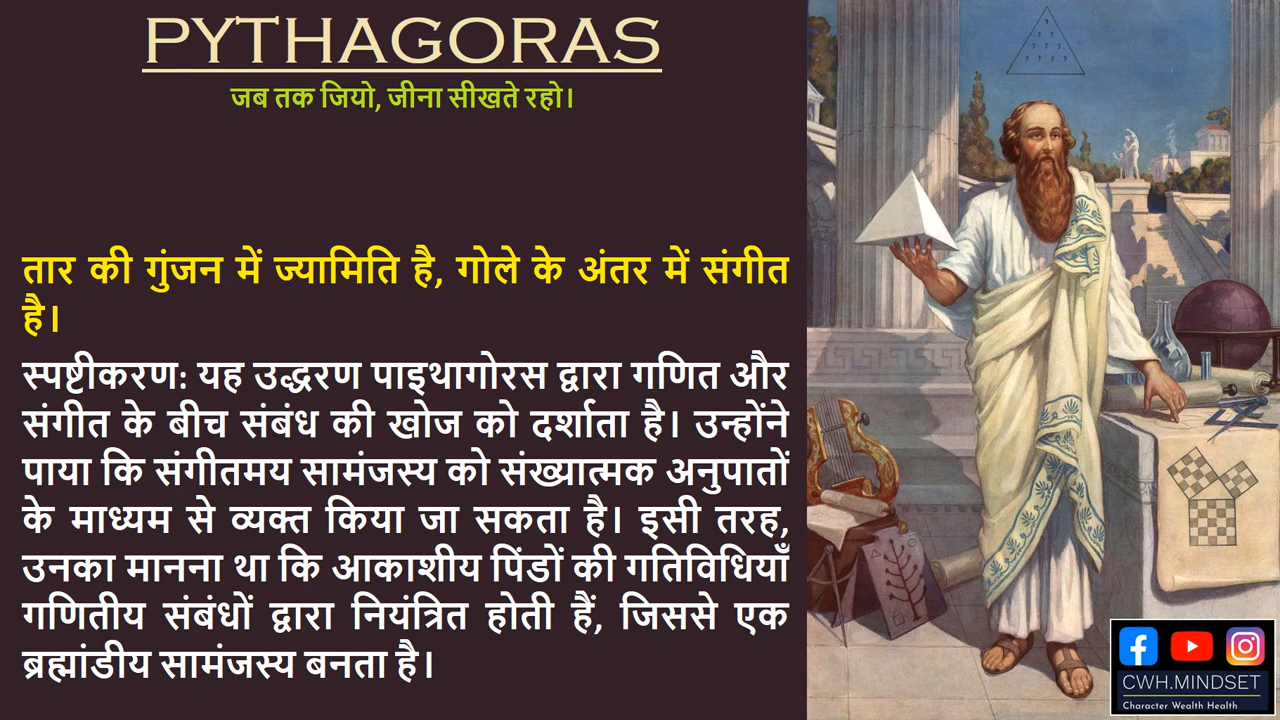 PYTHAGORAS
जब तक जियो, जीना सीखते रहो।
तार की गुंजन में ज्यामिति है, गोले के अंतर में संगीत
है।
स्पष्टीकरण: यह उद्धरण पाइथागोरस द्वारा गणित और
संगीत के बीच संबंध की खोज को दर्शाता है। उन्होंने
पाया कि संगीतमय सामंजस्य को संख्यात्मक अनुपातों
के माध्यम से व्यक्त किया जा सकता है। इसी तरह,
उनका मानना था कि आकाशीय पिंडों की गतिविधियाँ
गणितीय संबंधों द्वारा नियंत्रित होती हैं, जिससे एक
ब्रह्मांडीय सामंजस्य बनता है।
CWH.MINDSET
Character Wealth Health